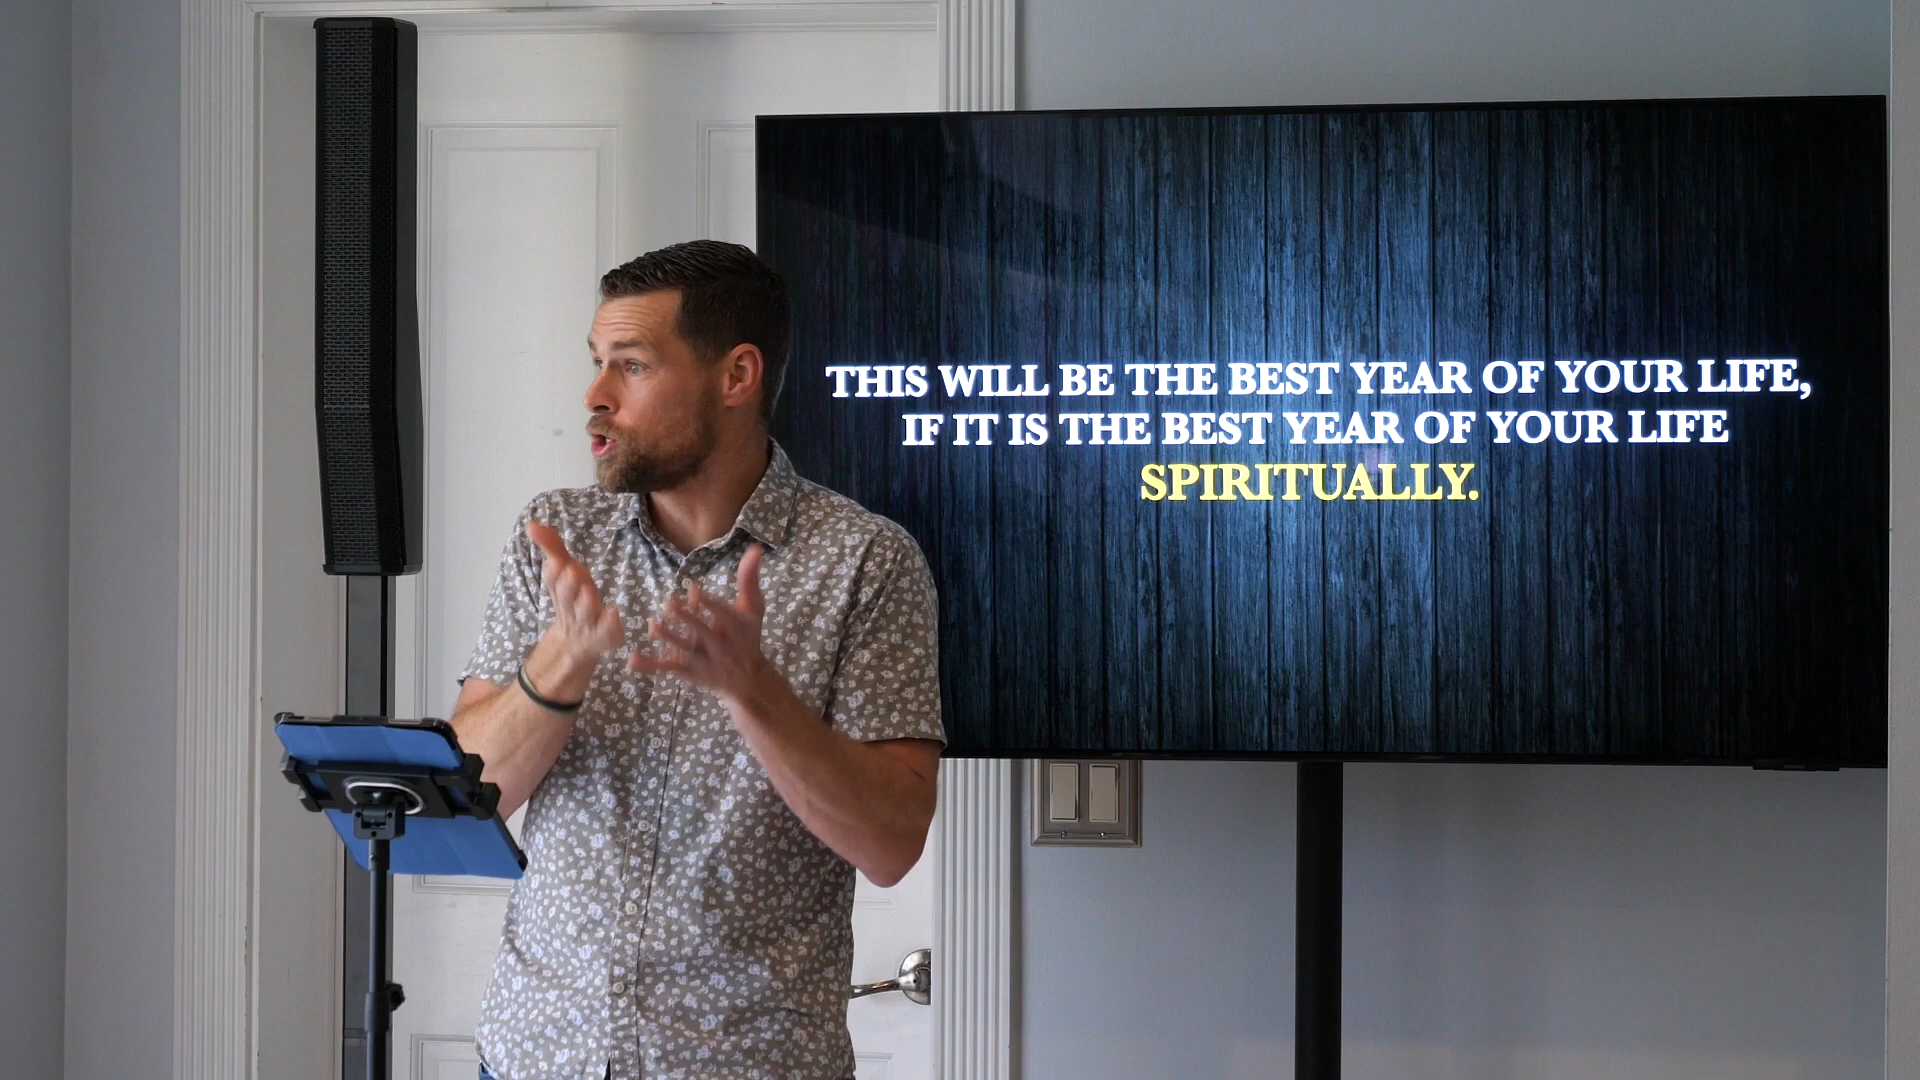 THIS WILL BE THE BEST YEAR OF YOUR LIFE,
IF IT IS THE BEST YEAR OF YOUR LIFE
SPIRITUALLY.